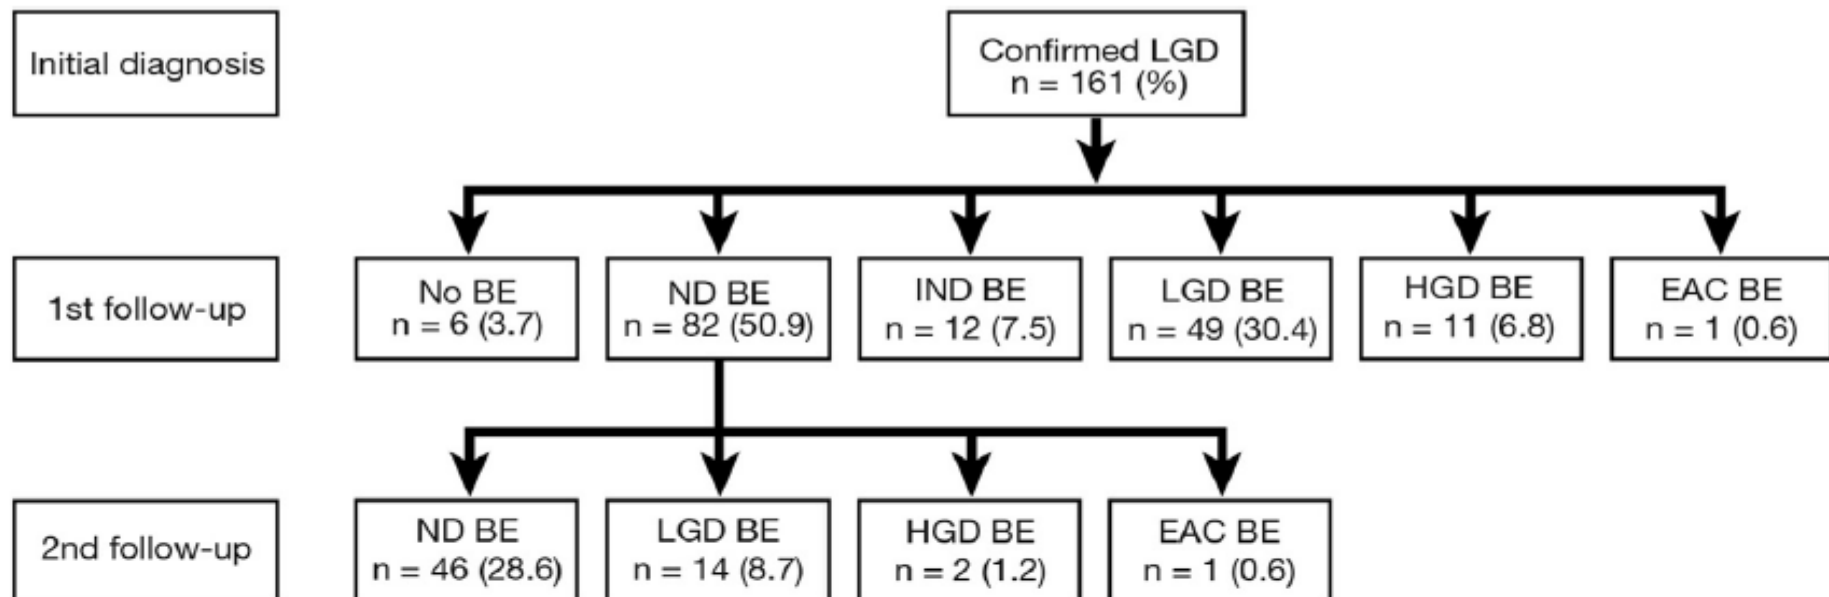 Initial diagnosis
Confirmed LGD
n = 161 (%)
1st follow-up
No BE
n = 6 (3.7)
ND BE
n = 82 (50.9)
IND BE
n = 12 (7.5)
LGD BE
n = 49 (30.4)
HGD BE
n = 11 (6.8)
EAC BE
n = 1 (0.6)
2nd follow-up
ND BE
n = 46 (28.6)
LGD BE
n = 14 (8.7)
HGD BE
n = 2 (1.2)
EAC BE
n = 1 (0.6)